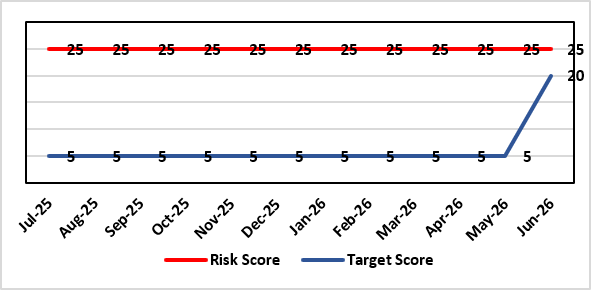 25 25 25 25 25 25 25 25 25 25 25 25
20
5 5 5 5 5 5 5 5 5 5 5
Jul-25 Aug-25 Sep-25 Oct-25 Nov-25 Dec-25 Jan-26 Feb-26 Mar-26 Apr-26 May-26 Jun-26
Risk Score Target Score